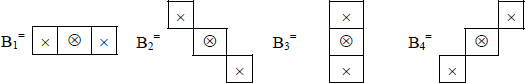 B₁= × ⊗ × B₂= × ⊗ × B₃= × ⊗ × B₄= × ⊗ ×